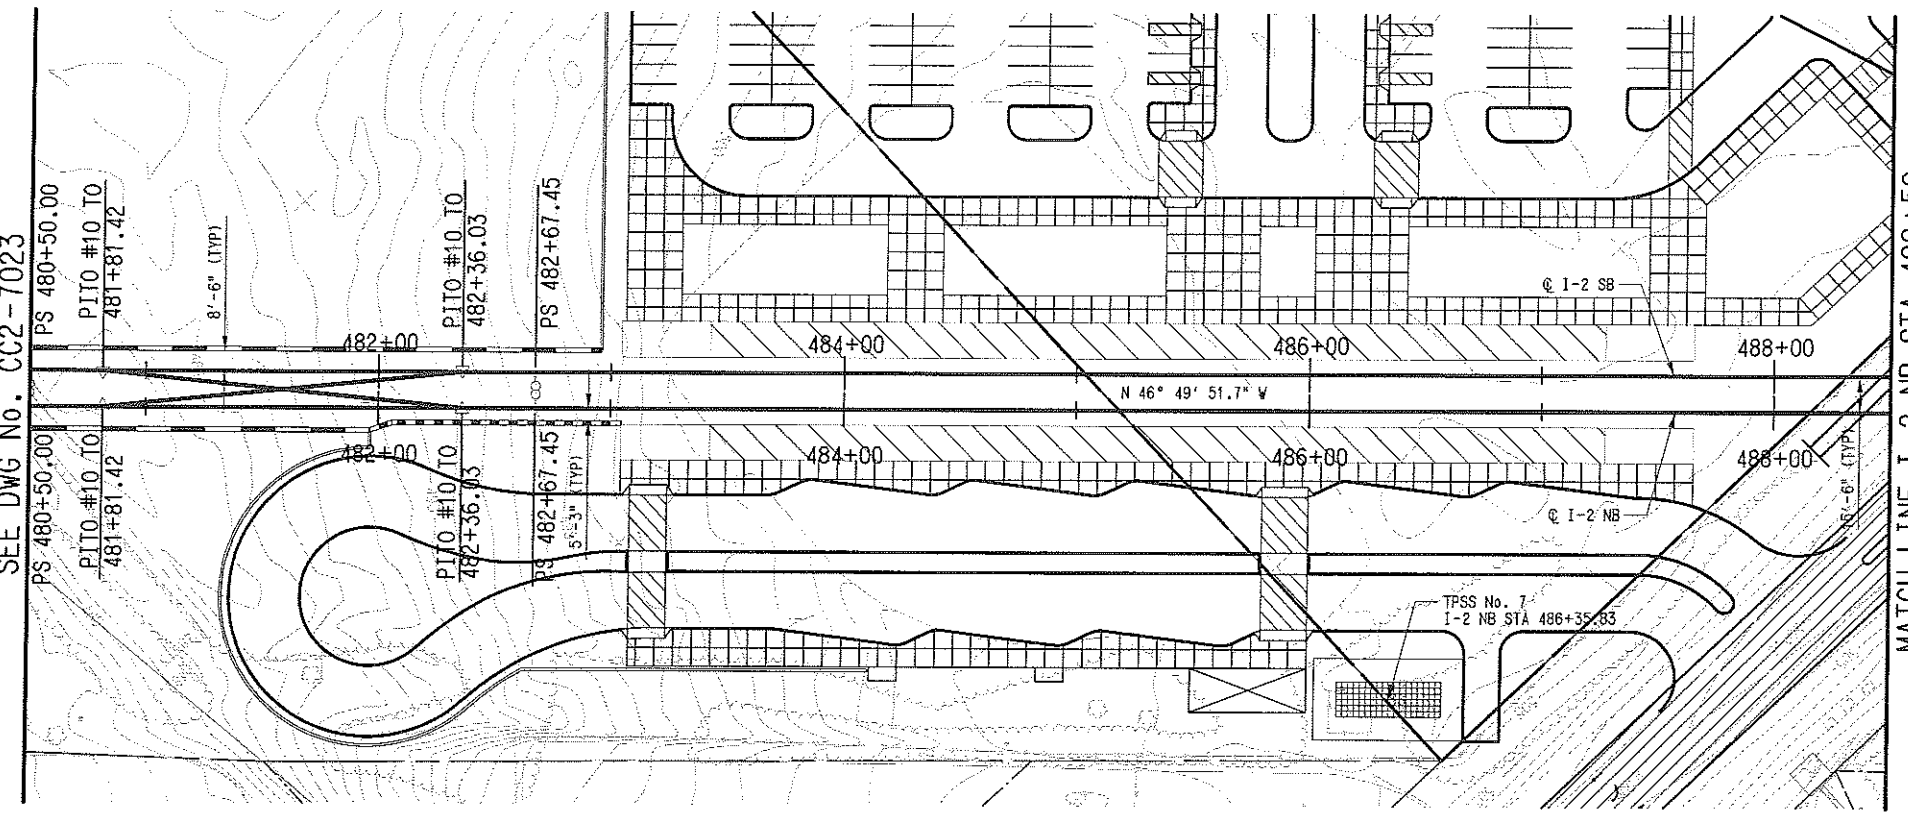 SEE DWG No. CC2-7023
PS 480+50.00
PITO #10 TO
481+81.42
8'-6" (TYP)
PITO #10 TO
482+36.03
PS 482+67.45
482+00
484+00
486+00
488+00
℄ I-2 SB
N 46° 49' 51.7" W
PS 480+50.00
PITO #10 TO
481+81.42
482+00
PITO #10 TO
482+36.03
PS 482+67.45
5'-3" (TYP)
484+00
486+00
488+00
℄ I-2 NB
TPSS No. 7
I-2 NB STA 486+35.83